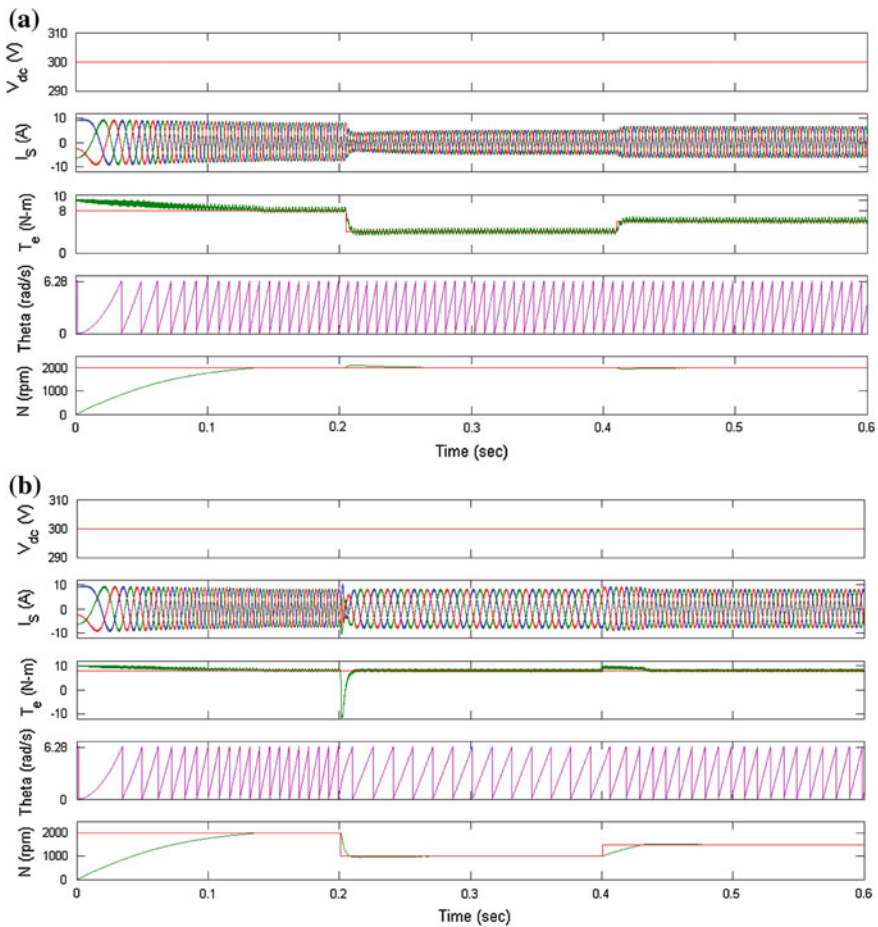 (a)
V_dc (V)
310
300
290
I_S (A)
10
0
-10
T_e (N-m)
10
8
0
Theta (rad/s)
6.28
0
N (rpm)
2000
1000
0
0 0.1 0.2 0.3 0.4 0.5 0.6
Time (sec)
(b)
V_dc (V)
310
300
290
I_S (A)
10
0
-10
T_e (N-m)
10
0
-10
Theta (rad/s)
6.28
0
N (rpm)
2000
1000
0
0 0.1 0.2 0.3 0.4 0.5 0.6
Time (sec)